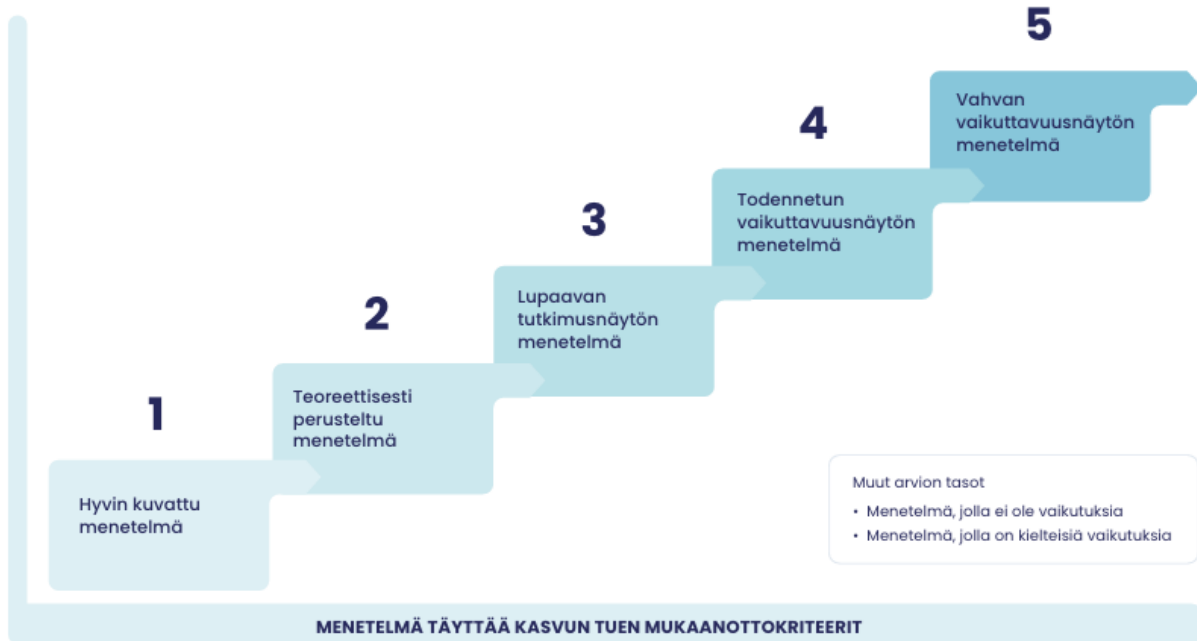 1
Hyvin kuvattu
menetelmä
2
Teoreettisesti
perusteltu
menetelmä
3
Lupaavan
tutkimusnäytön
menetelmä
4
Todennetun
vaikuttavuusnäytön
menetelmä
5
Vahvan
vaikuttavuusnäytön
menetelmä
Muut arvion tasot
• Menetelmä, jolla ei ole vaikutuksia
• Menetelmä, jolla on kielteisiä vaikutuksia
MENETELMÄ TÄYTTÄÄ KASVUN TUEN MUKAANOTTOKRITEERIT